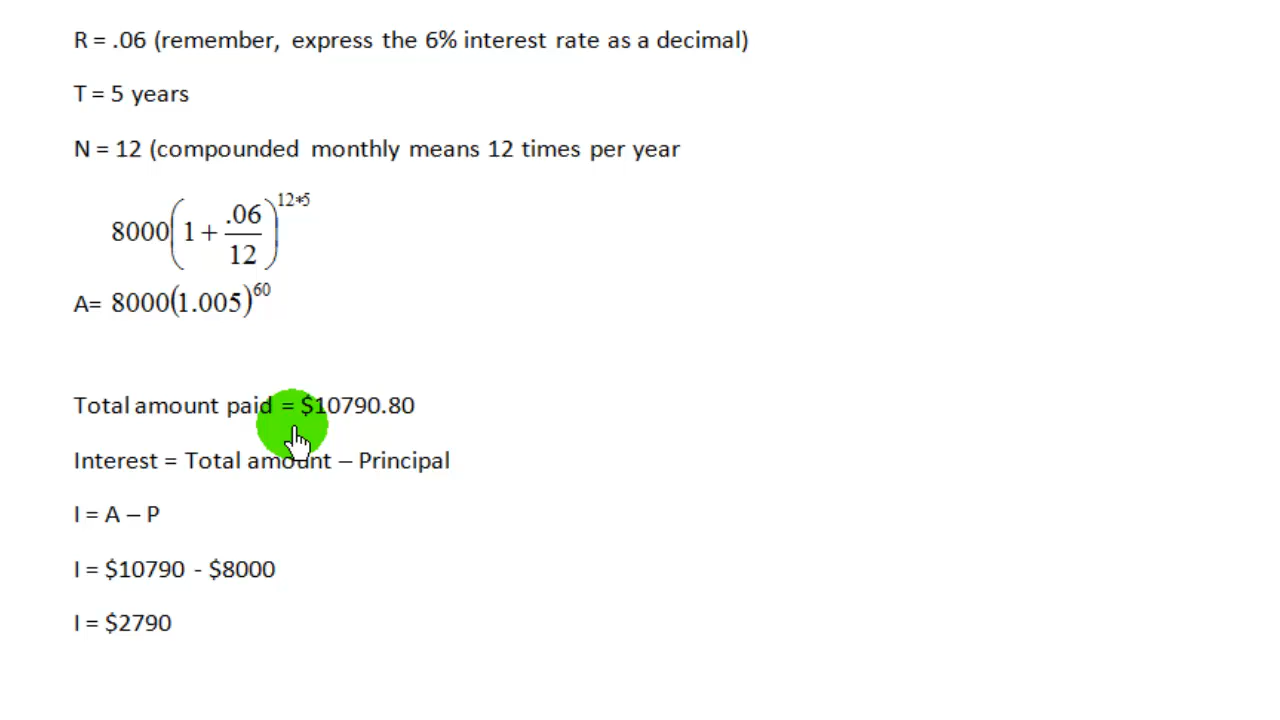 R = .06 (remember, express the 6% interest rate as a decimal)
T = 5 years
N = 12 (compounded monthly means 12 times per year
8000(1 + .06/12)^12*5
A= 8000(1.005)^60
Total amount paid = $10790.80
Interest = Total amount – Principal
I = A – P
I = $10790 - $8000
I = $2790